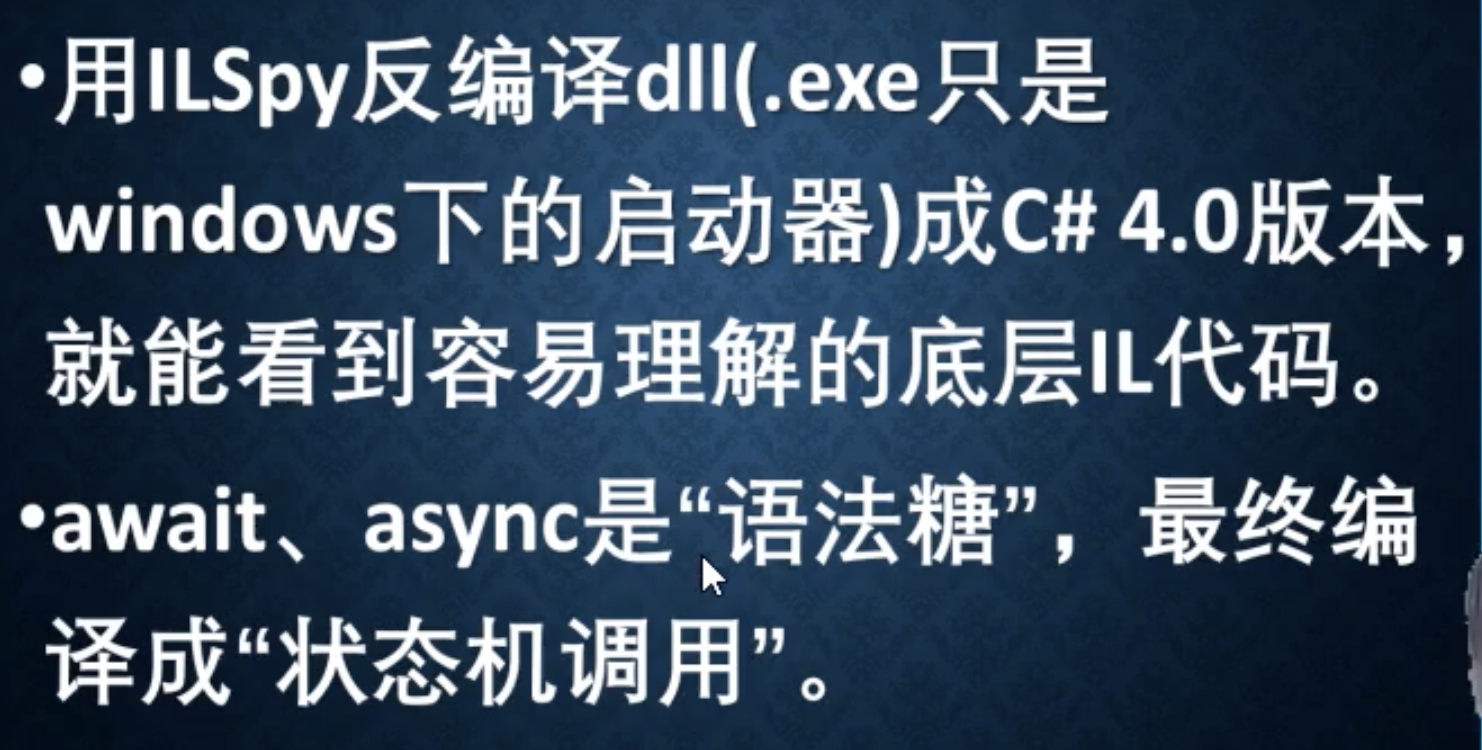 •用ILSpy反编译dll(.exe只是
windows下的启动器)成C# 4.0版本，
就能看到容易理解的底层IL代码。
•await、async是“语法糖”，最终编
译成“状态机调用”。